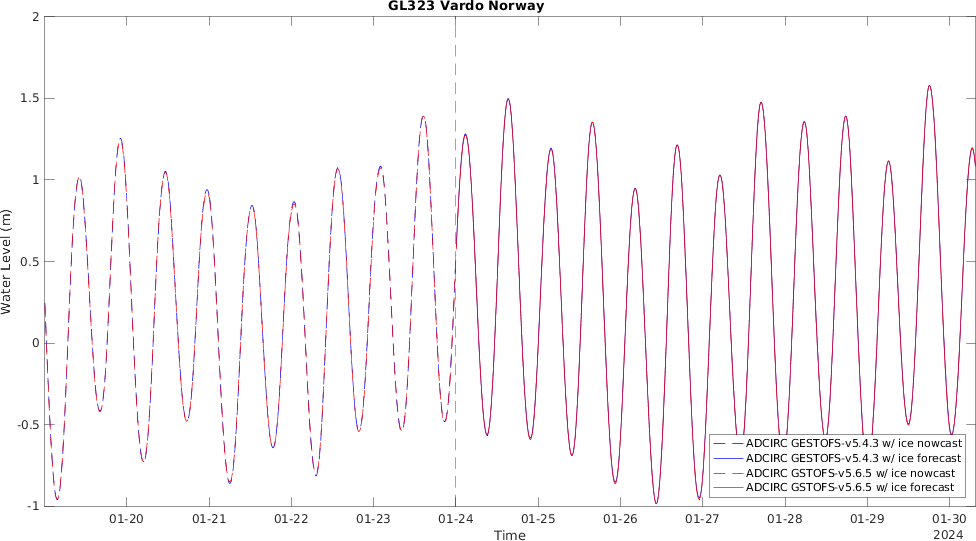 GL323 Vardo Norway
Water Level (m)
2
1.5
1
0.5
0
-0.5
-1
ADCIRC GESTOFS-v5.4.3 w/ ice nowcast
ADCIRC GESTOFS-v5.4.3 w/ ice forecast
ADCIRC GSTOFS-v5.6.5 w/ ice nowcast
ADCIRC GSTOFS-v5.6.5 w/ ice forecast
01-20 01-21 01-22 01-23 01-24 01-25 01-26 01-27 01-28 01-29 01-30
Time
2024